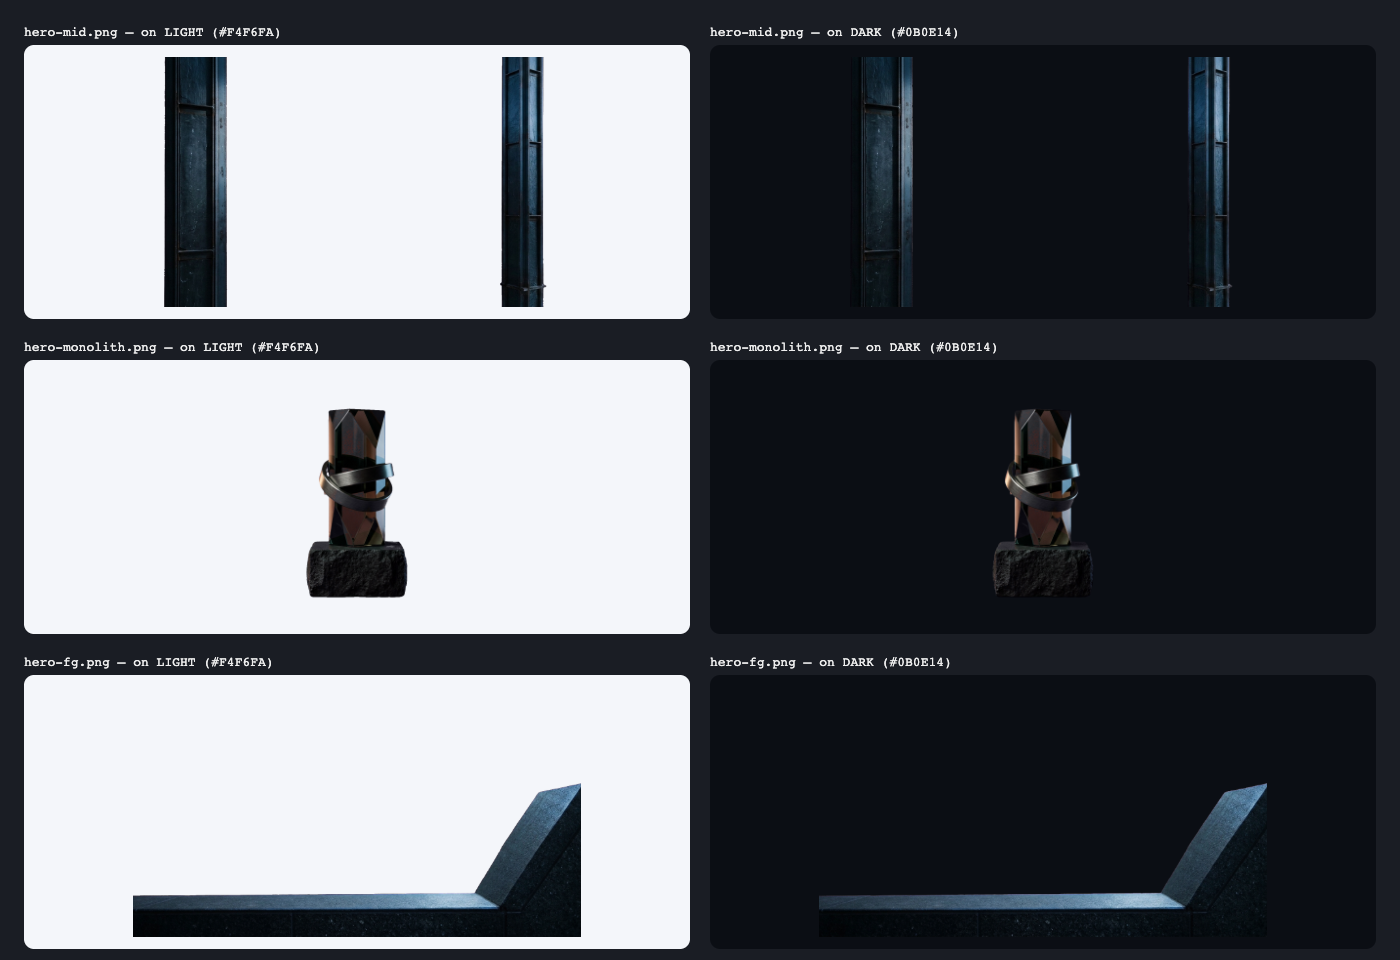 hero-mid.png — on LIGHT (#F4F6FA)
hero-mid.png — on DARK (#0B0E14)
hero-monolith.png — on LIGHT (#F4F6FA)
hero-monolith.png — on DARK (#0B0E14)
hero-fg.png — on LIGHT (#F4F6FA)
hero-fg.png — on DARK (#0B0E14)